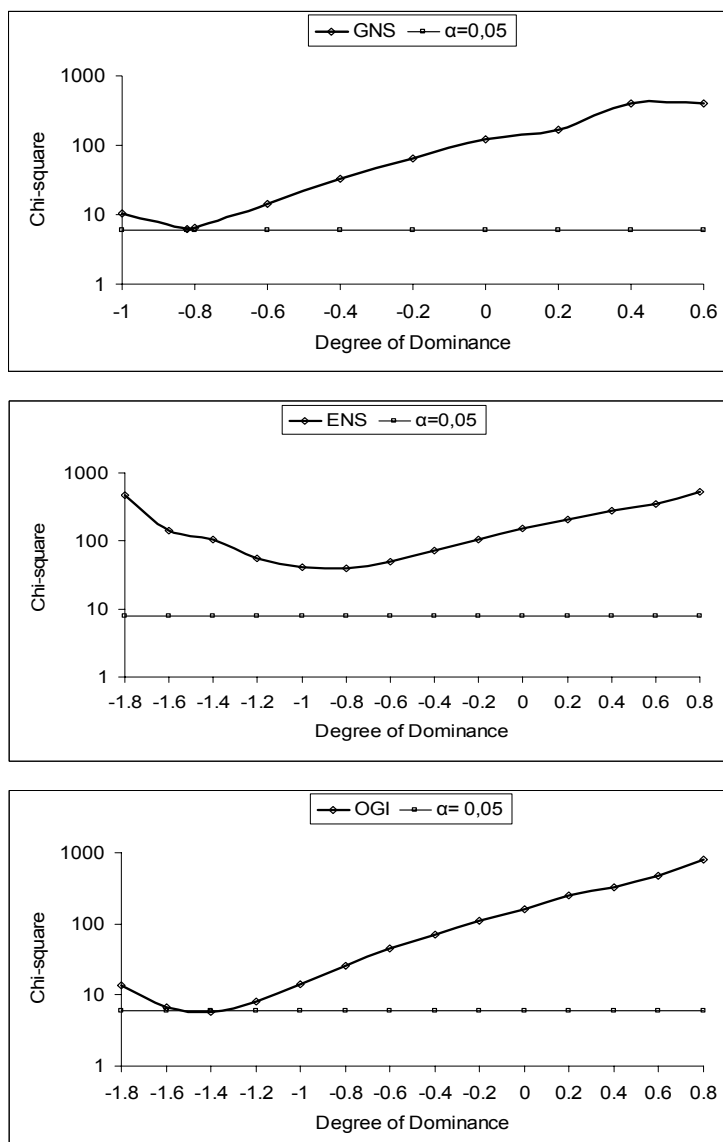 GNS α=0,05
1000
100
10
1
Chi-square
-1 -0.8 -0.6 -0.4 -0.2 0 0.2 0.4 0.6
Degree of Dominance
ENS α=0,05
1000
100
10
1
Chi-square
-1.8 -1.6 -1.4 -1.2 -1 -0.8 -0.6 -0.4 -0.2 0 0.2 0.4 0.6 0.8
Degree of Dominance
OGI α= 0,05
1000
100
10
1
Chi-square
-1.8 -1.6 -1.4 -1.2 -1 -0.8 -0.6 -0.4 -0.2 0 0.2 0.4 0.6 0.8
Degree of Dominance